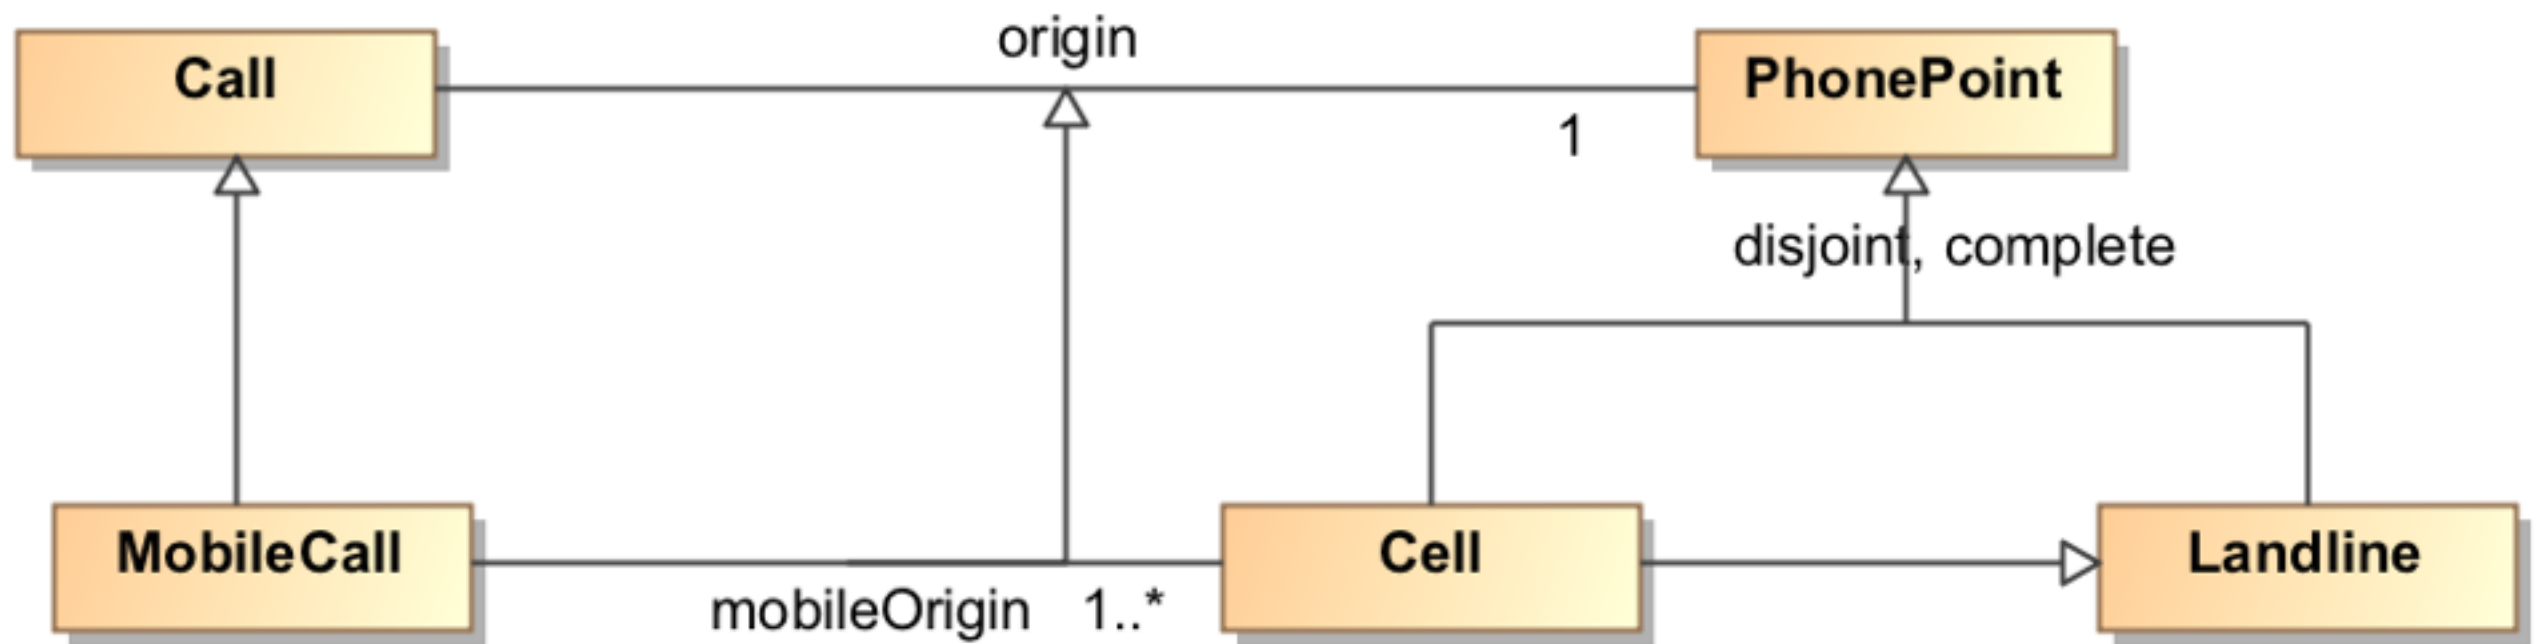 origin
Call
PhonePoint
1
disjoint, complete
MobileCall
Cell
Landline
mobileOrigin 1..*